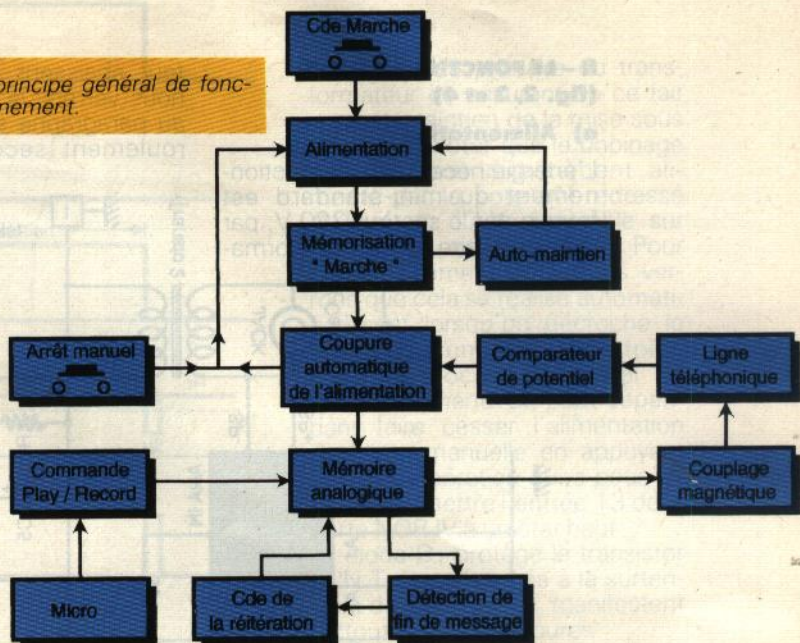 Cde Marche
principe général de fonc-
nement.
Alimentation
Mémorisation
" Marche "
Auto-maintien
Arrêt manuel
Coupure
automatique
de l'alimentation
Comparateur
de potentiel
Ligne
téléphonique
Commande
Play / Record
Mémoire
analogique
Couplage
magnétique
Micro
Cde de
la réitération
Détection de
fin de message